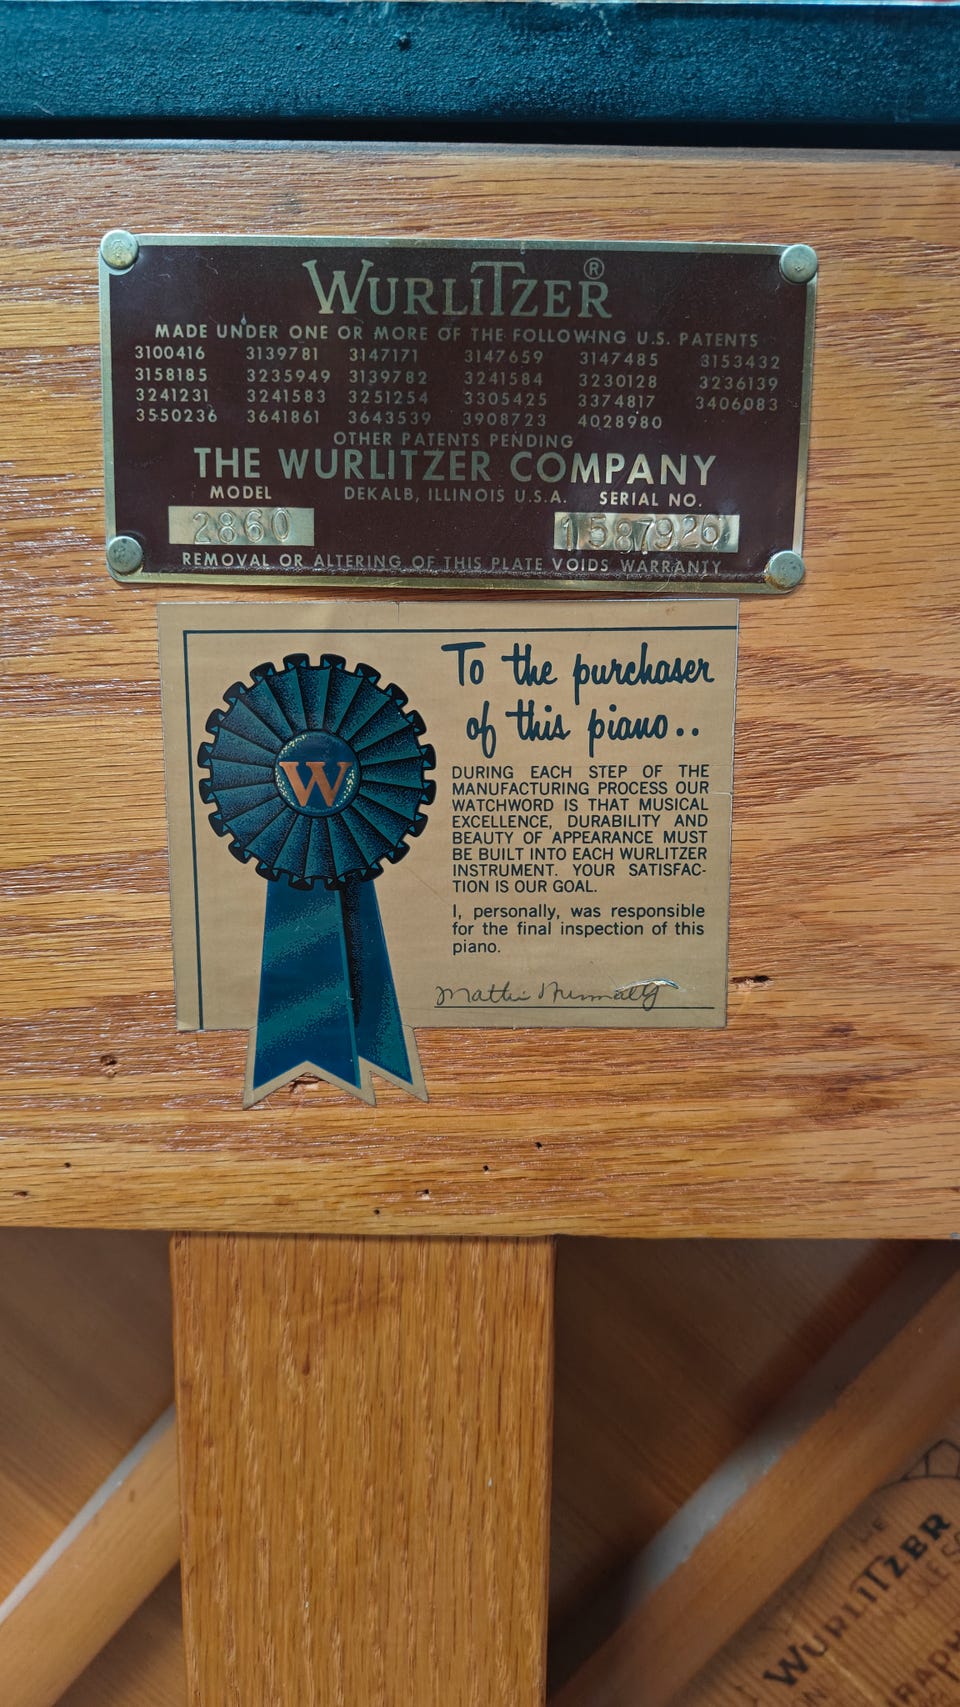 WURLITZER®
MADE UNDER ONE OR MORE OF THE FOLLOWING U.S. PATENTS
3100416 3139781 3147171 3147659 3147485 3153432
3158185 3235949 3139782 3241584 3230128 3236139
3241231 3241583 3251254 3305425 3374817 3406083
3550236 3641861 3643539 3908723 4028980
OTHER PATENTS PENDING
THE WURLITZER COMPANY
MODEL DEKALB, ILLINOIS U.S.A. SERIAL NO.
2860 1587926
REMOVAL OR ALTERING OF THIS PLATE VOIDS WARRANTY
W
To the purchaser
of this piano..
DURING EACH STEP OF THE
MANUFACTURING PROCESS OUR
WATCHWORD IS THAT MUSICAL
EXCELLENCE, DURABILITY AND
BEAUTY OF APPEARANCE MUST
BE BUILT INTO EACH WURLITZER
INSTRUMENT. YOUR SATISFAC-
TION IS OUR GOAL.
I, personally, was responsible
for the final inspection of this
piano.
WURLITZER